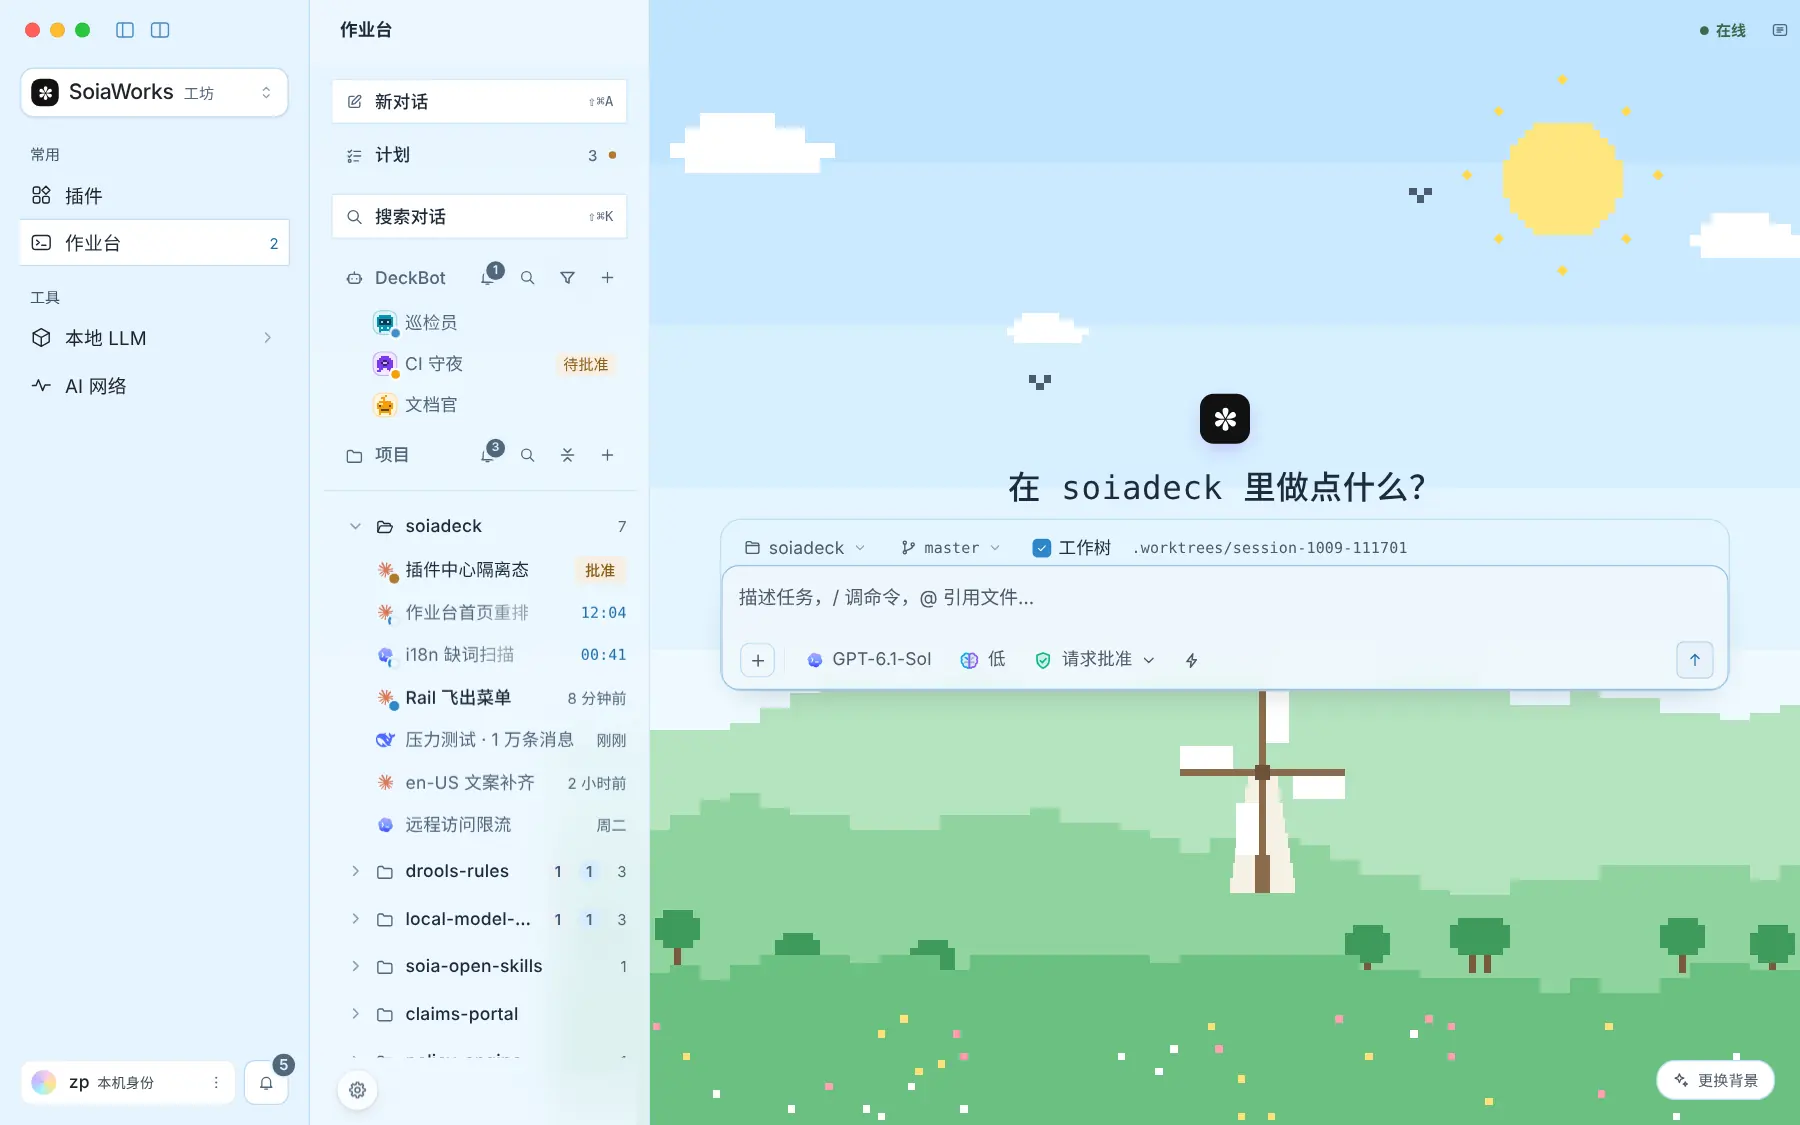 SoiaWorks 工坊
常用
插件
作业台 2
工具
本地 LLM
AI 网络
zp 本机身份
5
作业台
新对话 ⇧⌘A
计划 3
搜索对话 ⇧⌘K
DeckBot 1
巡检员
CI 守夜 待批准
文档官
项目 3
soiadeck 7
插件中心隔离态 批准
作业台首页重排 12:04
i18n 缺词扫描 00:41
Rail 飞出菜单 8 分钟前
压力测试 · 1 万条消息 刚刚
en-US 文案补齐 2 小时前
远程访问限流 周二
drools-rules 1 1 3
local-model-... 1 1 3
soia-open-skills 1
claims-portal
在线
在 soiadeck 里做点什么?
soiadeck master 工作树 .worktrees/session-1009-111701
描述任务, / 调命令, @ 引用文件...
GPT-6.1-Sol 低 请求批准
更换背景